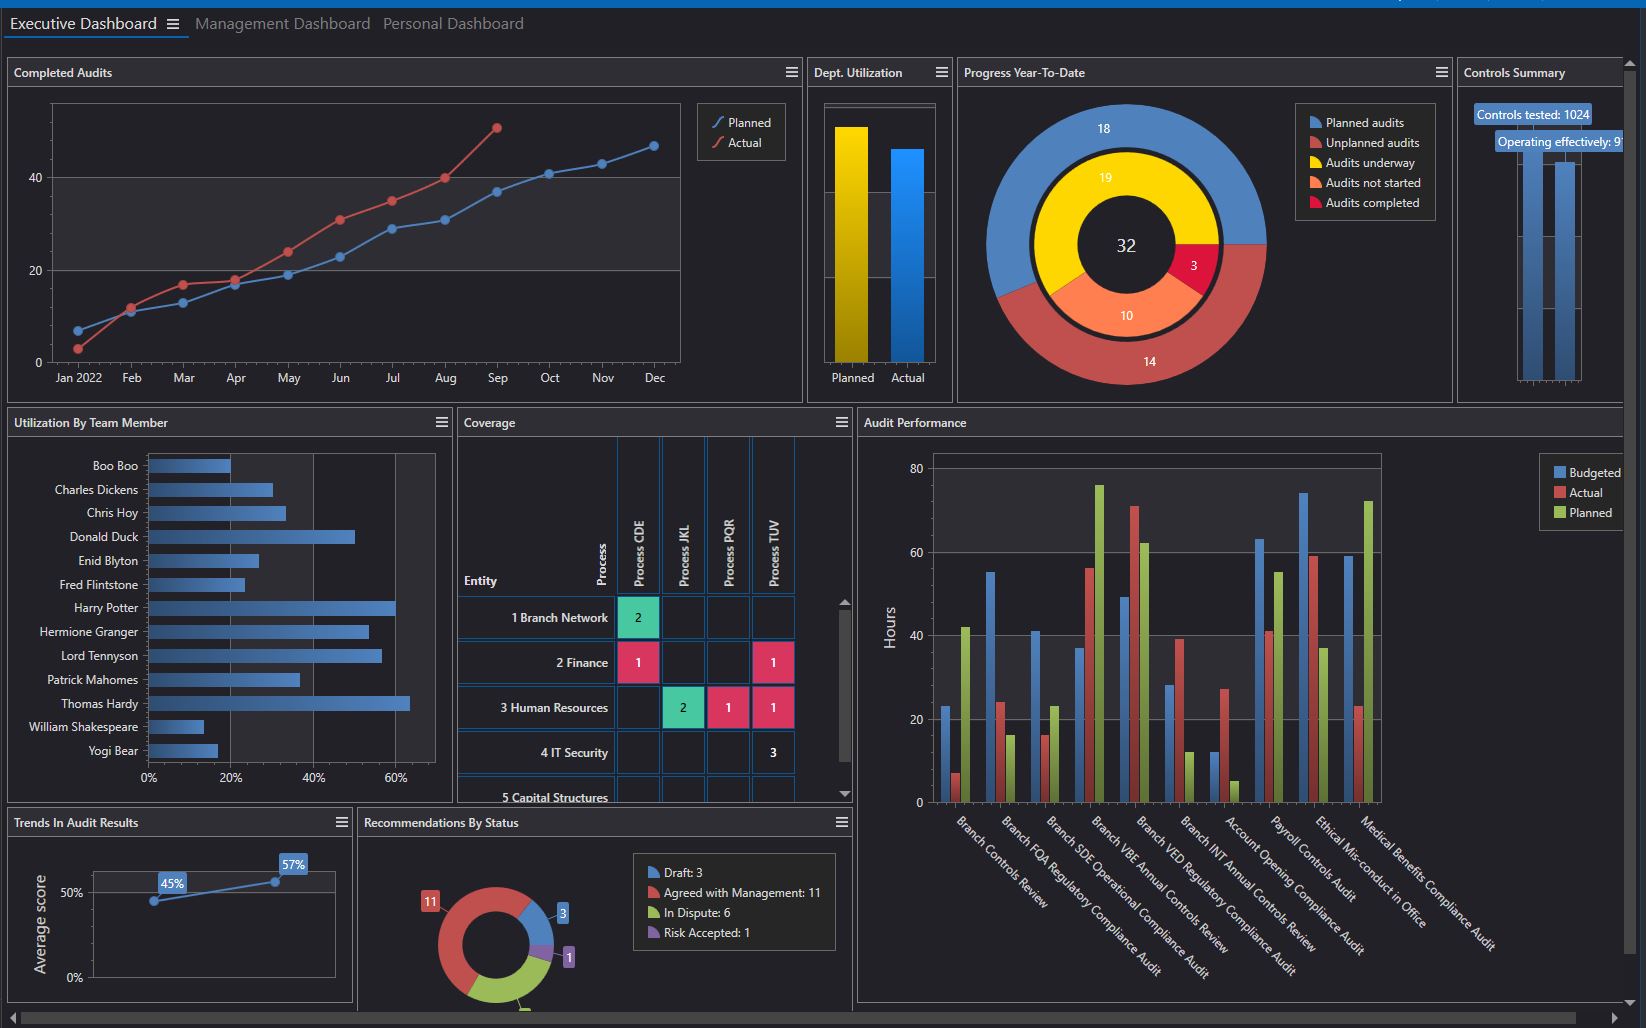 Executive Dashboard Management Dashboard Personal Dashboard
Completed Audits
Planned
Actual
40
20
0
Jan 2022 Feb Mar Apr May Jun Jul Aug Sep Oct Nov Dec
Dept. Utilization
Planned Actual
Progress Year-To-Date
18
19
32
3
10
14
Planned audits
Unplanned audits
Audits underway
Audits not started
Audits completed
Controls Summary
Controls tested: 1024
Operating effectively:
Utilization By Team Member
Boo Boo
Charles Dickens
Chris Hoy
Donald Duck
Enid Blyton
Fred Flintstone
Harry Potter
Hermione Granger
Lord Tennyson
Patrick Mahomes
Thomas Hardy
William Shakespeare
Yogi Bear
0% 20% 40% 60%
Coverage
Entity
Process
Process CDE
Process JKL
Process PQR
Process TUV
1 Branch Network 2
2 Finance 1 1
3 Human Resources 2 1 1
4 IT Security 3
5 Capital Structures
Audit Performance
Hours
80
60
40
20
0
Budgeted
Actual
Planned
Branch Controls Review
Branch FQA Regulatory Compliance Audit
Branch SDE Operational Compliance Audit
Branch VBE Annual Controls Review
Branch VED Regulatory Compliance Audit
Branch INT Annual Controls Review
Account Opening Compliance Audit
Payroll Controls Audit
Ethical Mis-conduct in Office
Medical Benefits Compliance Audit
Trends In Audit Results
Average score
50%
0%
45%
57%
Recommendations By Status
11
3
1
Draft: 3
Agreed with Management: 11
In Dispute: 6
Risk Accepted: 1